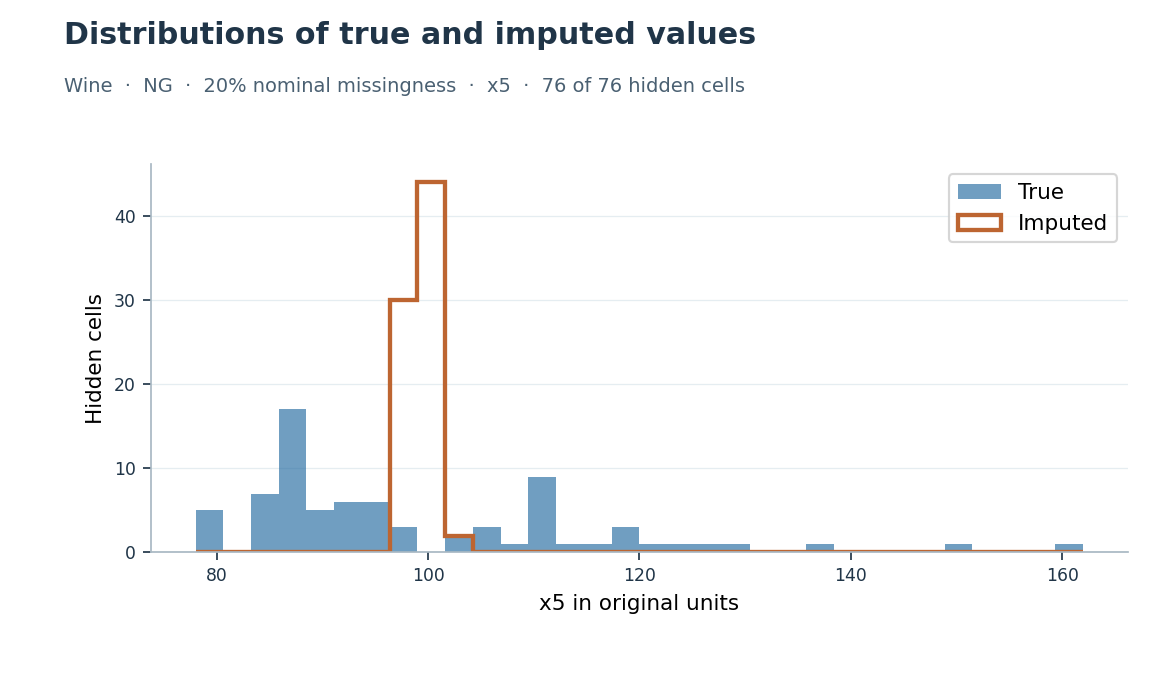 Distributions of true and imputed values
Wine · NG · 20% nominal missingness · x5 · 76 of 76 hidden cells
True
Imputed
Hidden cells
40
30
20
10
0
80 100 120 140 160
x5 in original units